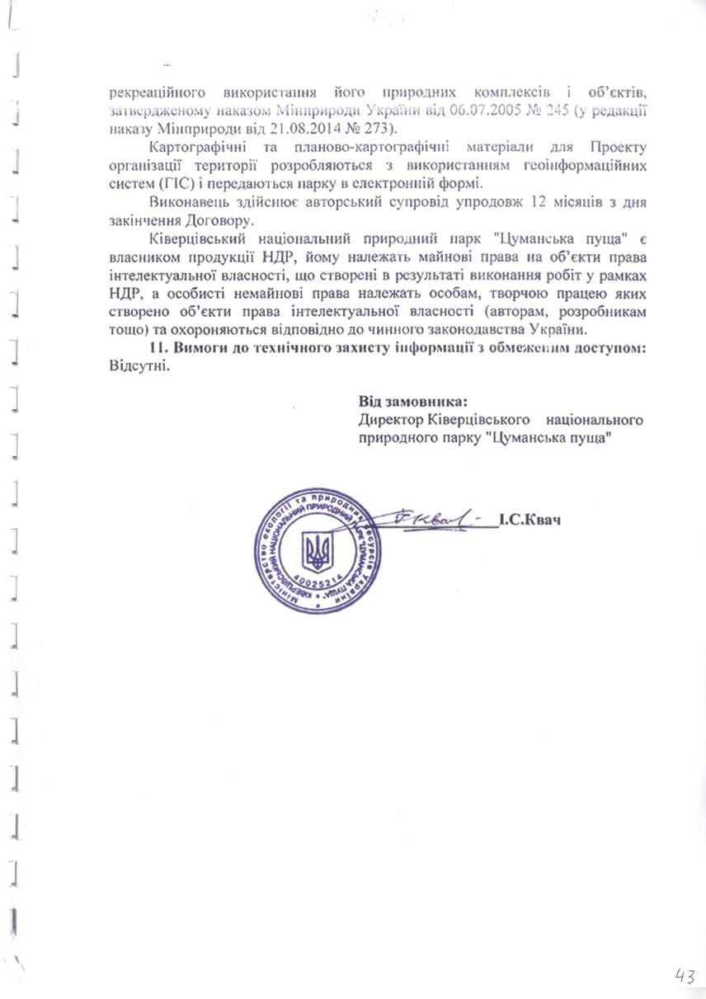 рекреаційного використання його природних комплексів і об’єктів,
затвердженому наказом Мінприроди України від 06.07.2005 № 245 (у редакції
наказу Мінприроди від 21.08.2014 № 273).
Картографічні та планово-картографічні матеріали для Проекту
організації території розробляються з використанням геоінформаційних
систем (ГІС) і передаються парку в електронній формі.
Виконавець здійснює авторський супровід упродовж 12 місяців з дня
закінчення Договору.
Ківерцівський національний природний парк "Цуманська пуща" є
власником продукції НДР, йому належать майнові права на об’єкти права
інтелектуальної власності, що створені в результаті виконання робіт у рамках
НДР, а особисті немайнові права належать особам, творчою працею яких
створено об’єкти права інтелектуальної власності (авторам, розробникам
тощо) та охороняються відповідно до чинного законодавства України.
11. Вимоги до технічного захисту інформації з обмеженим доступом:
Відсутні.
Від замовника:
Директор Ківерцівського національного
природного парку "Цуманська пуща"
І.С.Квач
Міністерство екології та природних ресурсів України
КІВЕРЦІВСЬКИЙ НАЦІОНАЛЬНИЙ ПРИРОДНИЙ ПАРК "ЦУМАНСЬКА ПУЩА"
40025214
43